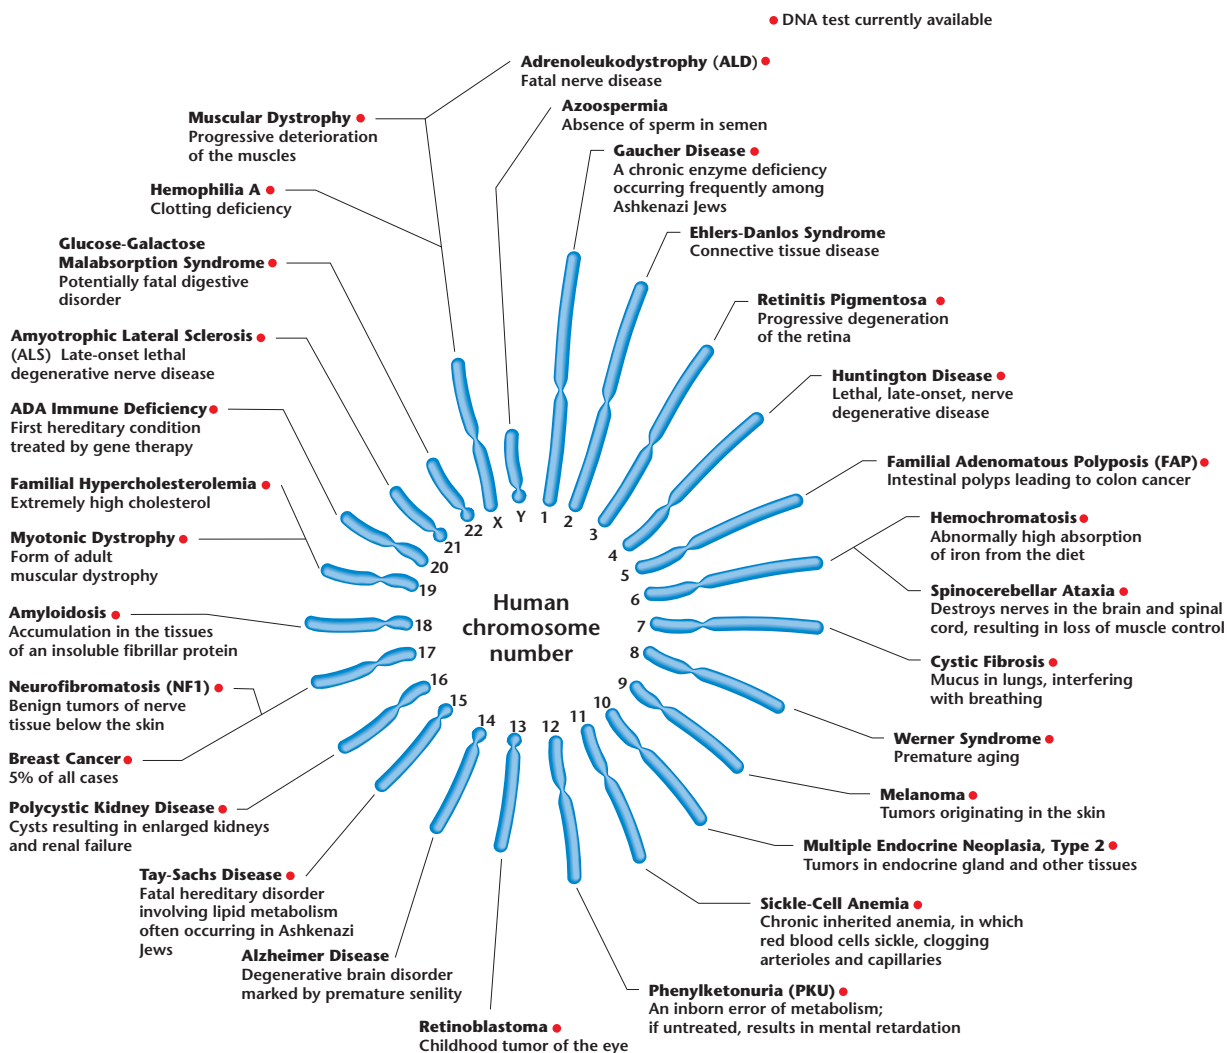 ● DNA test currently available
Adrenoleukodystrophy (ALD) ●
Fatal nerve disease
Azoospermia
Absence of sperm in semen
Muscular Dystrophy ●
Progressive deterioration
of the muscles
Gaucher Disease ●
A chronic enzyme deficiency
occurring frequently among
Ashkenazi Jews
Hemophilia A ●
Clotting deficiency
Ehlers-Danlos Syndrome
Connective tissue disease
Glucose-Galactose
Malabsorption Syndrome ●
Potentially fatal digestive
disorder
Retinitis Pigmentosa ●
Progressive degeneration
of the retina
Amyotrophic Lateral Sclerosis ●
(ALS) Late-onset lethal
degenerative nerve disease
Huntington Disease ●
Lethal, late-onset, nerve
degenerative disease
ADA Immune Deficiency ●
First hereditary condition
treated by gene therapy
Familial Adenomatous Polyposis (FAP) ●
Intestinal polyps leading to colon cancer
Familial Hypercholesterolemia ●
Extremely high cholesterol
Hemochromatosis ●
Abnormally high absorption
of iron from the diet
Myotonic Dystrophy ●
Form of adult
muscular dystrophy
Spinocerebellar Ataxia ●
Destroys nerves in the brain and spinal
cord, resulting in loss of muscle control
Amyloidosis ●
Accumulation in the tissues
of an insoluble fibrillar protein
Cystic Fibrosis ●
Mucus in lungs, interfering
with breathing
Neurofibromatosis (NF1) ●
Benign tumors of nerve
tissue below the skin
Werner Syndrome ●
Premature aging
Breast Cancer ●
5% of all cases
Melanoma ●
Tumors originating in the skin
Polycystic Kidney Disease ●
Cysts resulting in enlarged kidneys
and renal failure
Multiple Endocrine Neoplasia, Type 2 ●
Tumors in endocrine gland and other tissues
Tay-Sachs Disease ●
Fatal hereditary disorder
involving lipid metabolism
often occurring in Ashkenazi
Jews
Sickle-Cell Anemia ●
Chronic inherited anemia, in which
red blood cells sickle, clogging
arterioles and capillaries
Alzheimer Disease
Degenerative brain disorder
marked by premature senility
Phenylketonuria (PKU) ●
An inborn error of metabolism;
if untreated, results in mental retardation
Retinoblastoma ●
Childhood tumor of the eye
Human
chromosome
number
1
2
3
4
5
6
7
8
9
10
11
12
13
14
15
16
17
18
19
20
21
22
X
Y